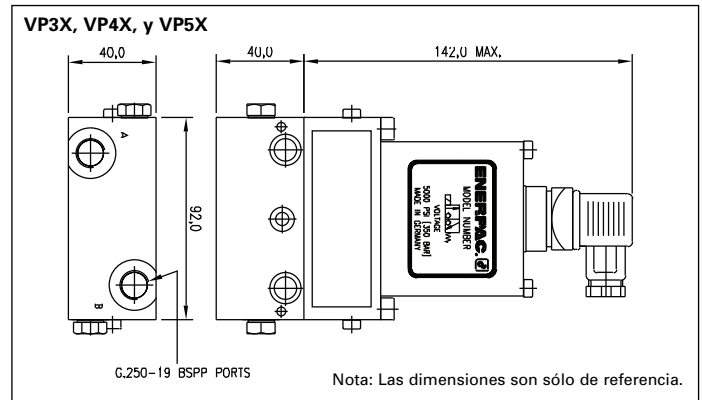 VP3X, VP4X, y VP5X
40,0
40,0
142,0 MAX.
A
92,0
B
ENERPAC
MODEL NUMBER
VOLTAGE
5000 PSI [350 BAR]
MADE IN GERMANY
G.250-19 BSPP PORTS
Nota: Las dimensiones son sólo de referencia.